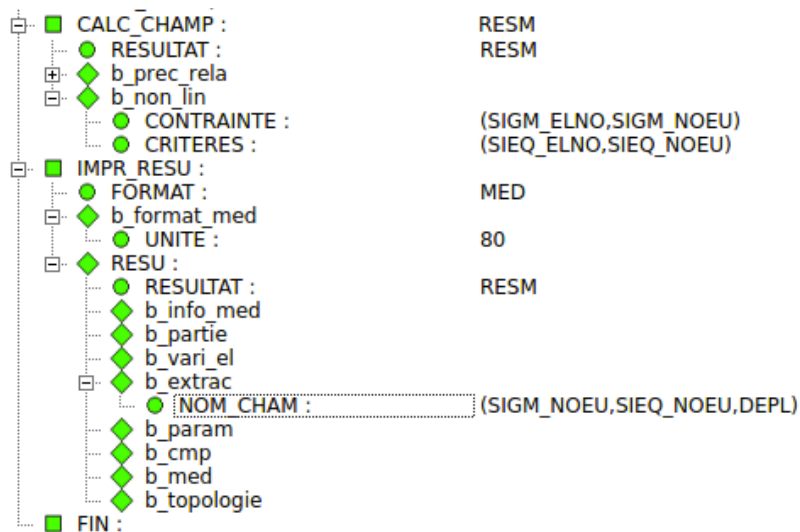 CALC_CHAMP : RESM
RESULTAT : RESM
b_prec_rela
b_non_lin
CONTRAINTE : (SIGM_ELNO,SIGM_NOEU)
CRITERES : (SIEQ_ELNO,SIEQ_NOEU)
IMPR_RESU :
FORMAT : MED
b_format_med
UNITE : 80
RESU :
RESULTAT : RESM
b_info_med
b_partie
b_vari_el
b_extrac
NOM_CHAM : (SIGM_NOEU,SIEQ_NOEU,DEPL)
b_param
b_cmp
b_med
b_topologie
FIN :